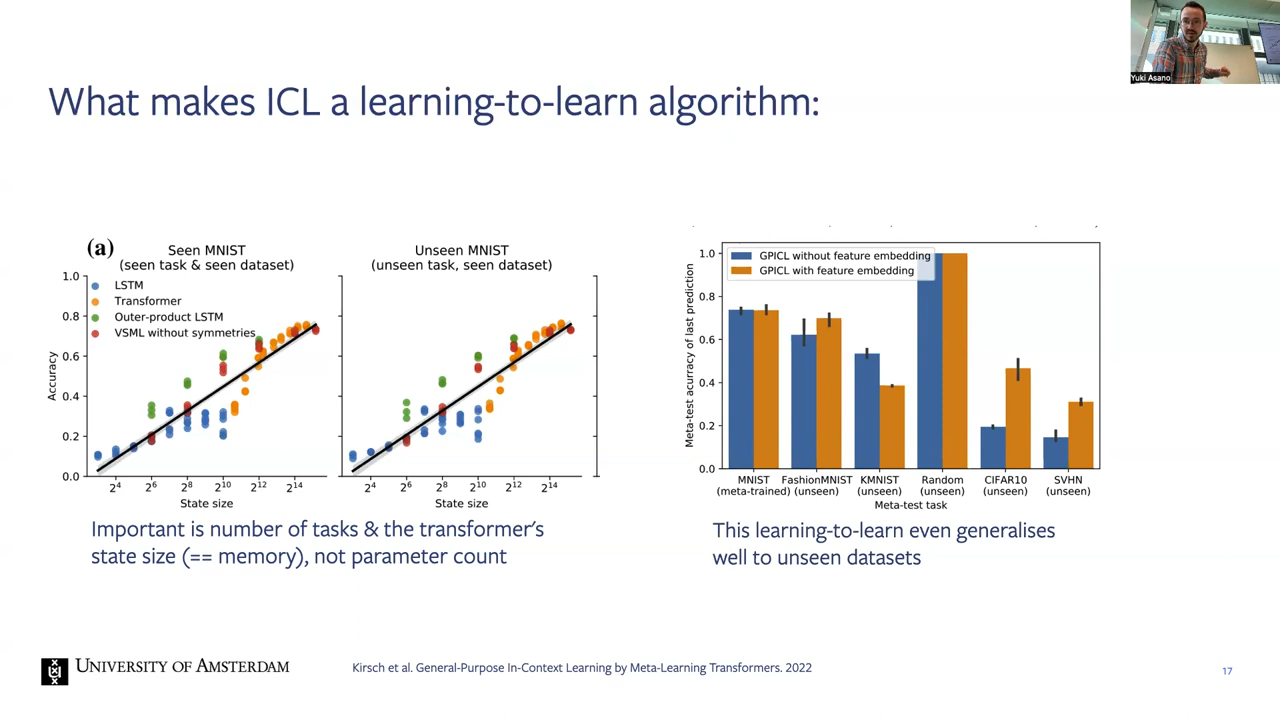 Yuki Asano
What makes ICL a learning-to-learn algorithm:
(a)
Seen MNIST
(seen task & seen dataset)
Unseen MNIST
(unseen task, seen dataset)
LSTM
Transformer
Outer-product LSTM
VSML without symmetries
Accuracy
1.0
0.8
0.6
0.4
0.2
0.0
2^4 2^6 2^8 2^10 2^12 2^14
State size
2^4 2^6 2^8 2^10 2^12 2^14
State size
Important is number of tasks & the transformer's
state size (== memory), not parameter count
GPICL without feature embedding
GPICL with feature embedding
Meta-test acurracy of last prediction
1.0
0.8
0.6
0.4
0.2
0.0
MNIST
(meta-trained)
FashionMNIST
(unseen)
KMNIST
(unseen)
Random
(unseen)
CIFAR10
(unseen)
SVHN
(unseen)
Meta-test task
This learning-to-learn even generalises
well to unseen datasets
UNIVERSITY OF AMSTERDAM
Kirsch et al. General-Purpose In-Context Learning by Meta-Learning Transformers. 2022
17